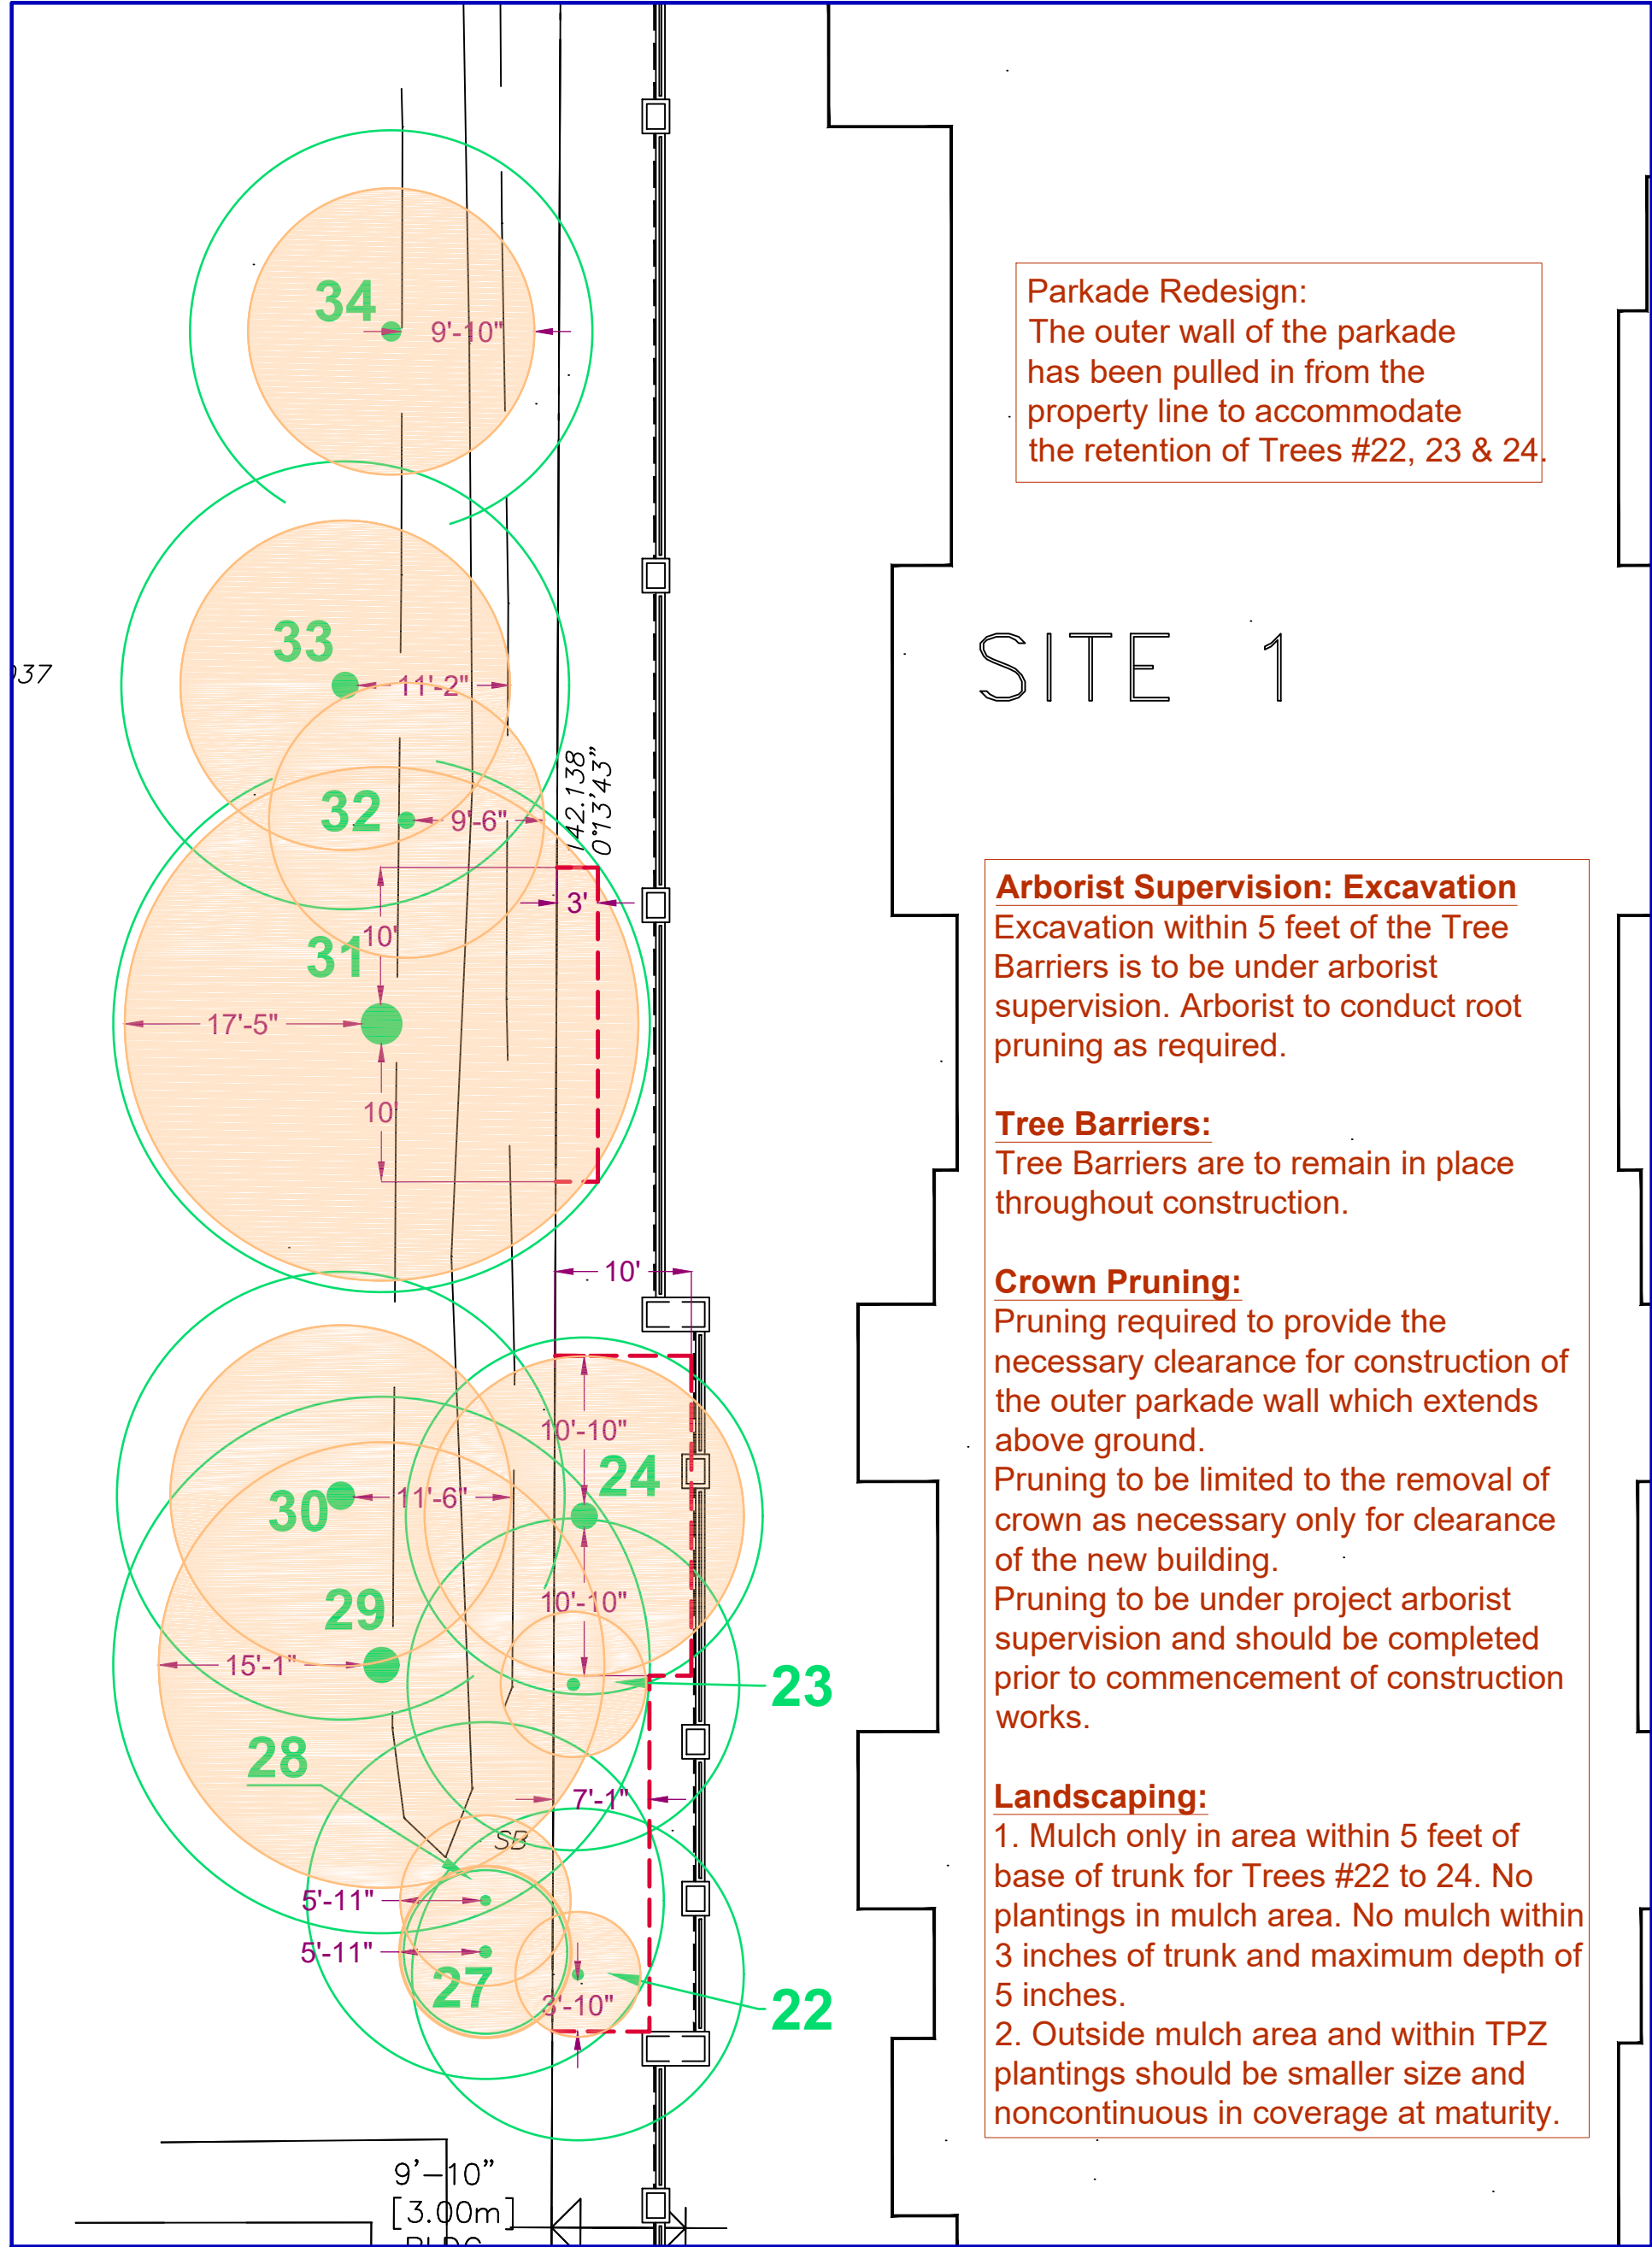 34
9'-10"
Parkade Redesign:
The outer wall of the parkade
has been pulled in from the
property line to accommodate
the retention of Trees #22, 23 & 24.
33
11'-2"
SITE 1
037
32
9'-6"
142.138
0°13'43"
3'
10'
31
17'-5"
10'
Arborist Supervision: Excavation
Excavation within 5 feet of the Tree
Barriers is to be under arborist
supervision. Arborist to conduct root
pruning as required.
Tree Barriers:
Tree Barriers are to remain in place
throughout construction.
Crown Pruning:
Pruning required to provide the
necessary clearance for construction of
the outer parkade wall which extends
above ground.
Pruning to be limited to the removal of
crown as necessary only for clearance
of the new building.
Pruning to be under project arborist
supervision and should be completed
prior to commencement of construction
works.
Landscaping:
1. Mulch only in area within 5 feet of
base of trunk for Trees #22 to 24. No
plantings in mulch area. No mulch within
3 inches of trunk and maximum depth of
5 inches.
2. Outside mulch area and within TPZ
plantings should be smaller size and
noncontinuous in coverage at maturity.
10'
10'-10"
24
30
11'-6"
10'-10"
29
15'-1"
23
28
7'-1"
SB
5'-11"
5'-11"
27
3'-10"
22
9'-10"
[3.00m]
BLDG